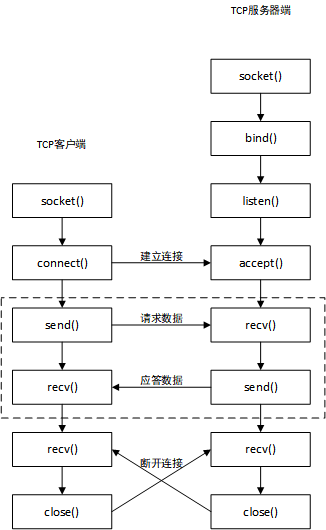 TCP服务器端
socket()
bind()
TCP客户端
socket()
listen()
connect()
建立连接
accept()
send()
请求数据
recv()
recv()
应答数据
send()
recv()
断开连接
recv()
close()
close()